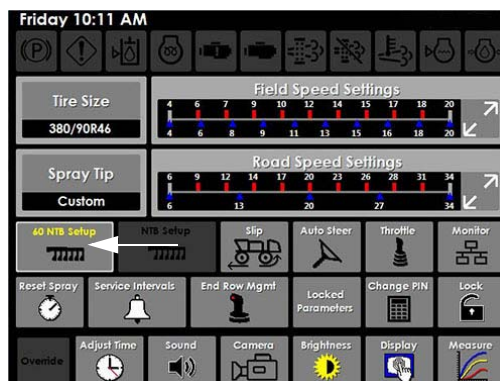 Friday 10:11 AM
(P)
Tire Size
380/90R46
Field Speed Settings
4 6 7 9 10 12 14 15 17 18 20
4 6 8 9 11 13 15 16 18 20
Spray Tip
Custom
Road Speed Settings
6 9 12 14 17 20 23 26 28 31 34
6 13 20 27 34
60 NTB Setup
NTB Setup
Slip
Auto Steer
Throttle
Monitor
Reset Spray
Service Intervals
End Row Mgmt
Locked
Parameters
Change PIN
Lock
Override
Adjust Time
Sound
Camera
Brightness
Display
Measure